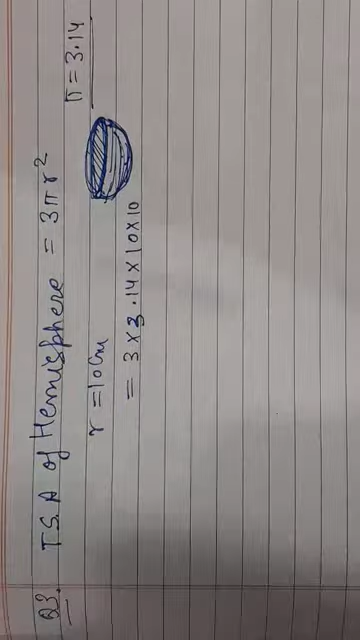 Q3. T.S.A of Hemisphere = 3πr²
r = 10cm π = 3.14
= 3 × 3.14 × 10 × 10